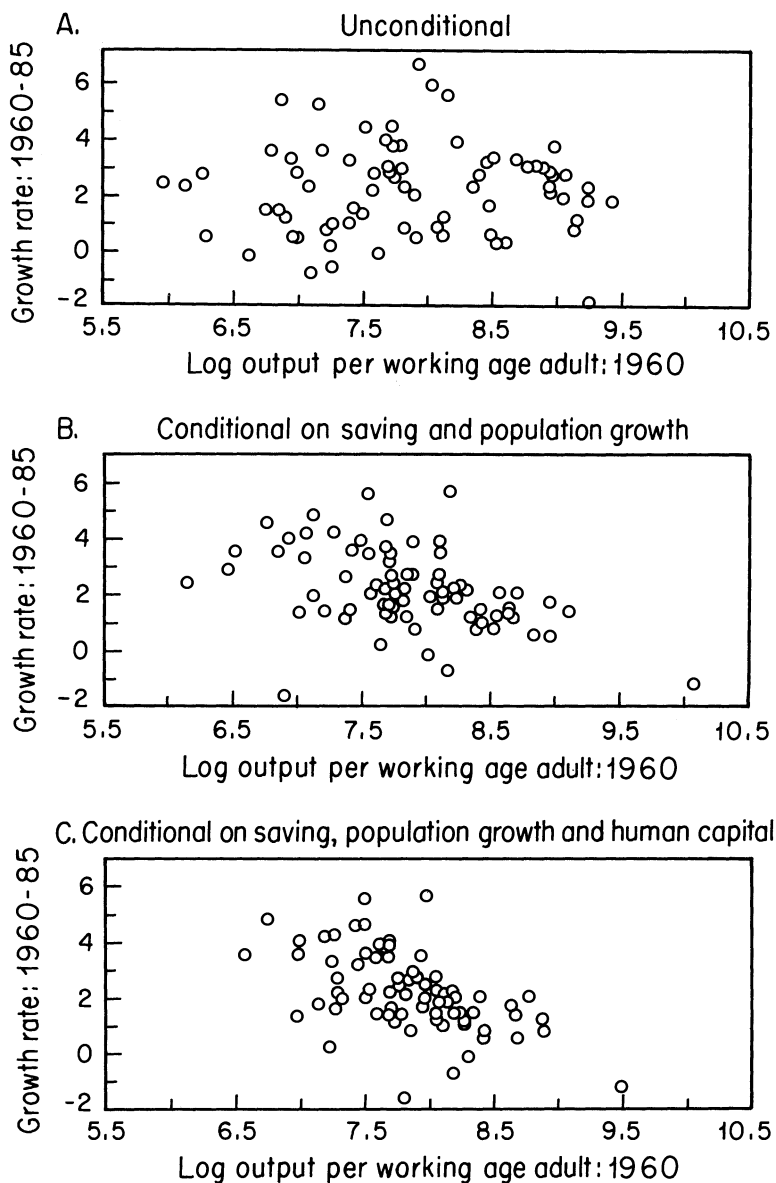 A. Unconditional
Growth rate: 1960-85
6
4
2
0
-2
5.5 6.5 7.5 8.5 9.5 10.5
Log output per working age adult: 1960
B. Conditional on saving and population growth
Growth rate: 1960-85
6
4
2
0
-2
5.5 6.5 7.5 8.5 9.5 10.5
Log output per working age adult: 1960
C. Conditional on saving, population growth and human capital
Growth rate: 1960-85
6
4
2
0
-2
5.5 6.5 7.5 8.5 9.5 10.5
Log output per working age adult: 1960